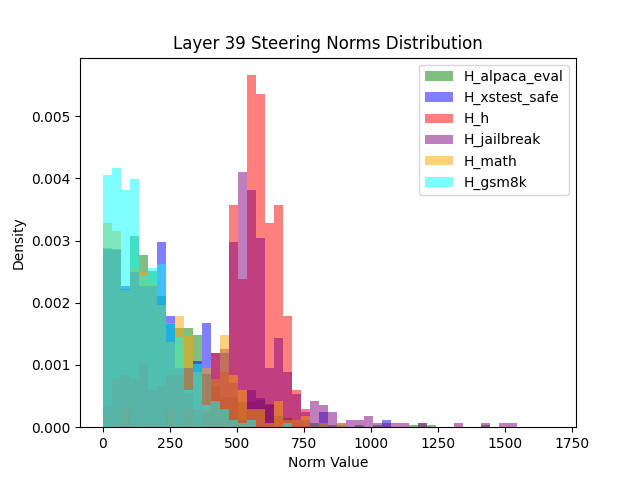 Layer 39 Steering Norms Distribution
H_alpaca_eval
H_xstest_safe
H_h
H_jailbreak
H_math
H_gsm8k
Density
0.005
0.004
0.003
0.002
0.001
0.000
0
250
500
750
1000
1250
1500
1750
Norm Value